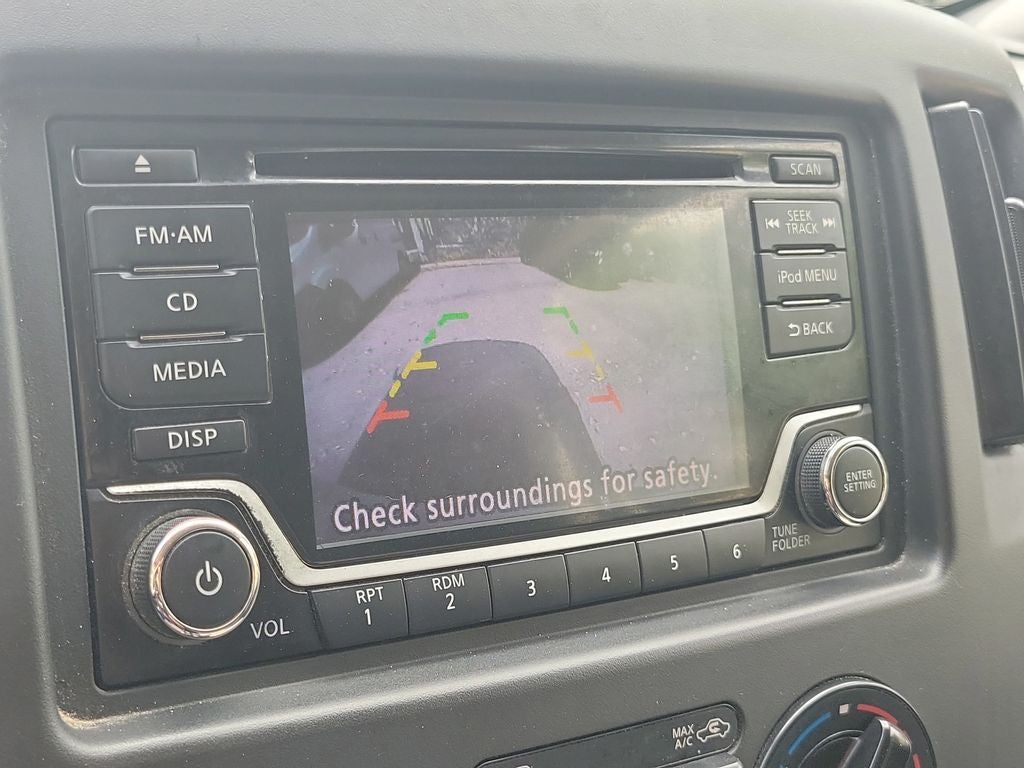 SCAN
FM·AM
SEEK
TRACK
CD
iPod MENU
MEDIA
BACK
DISP
Check surroundings for safety.
ENTER
SETTING
TUNE
FOLDER
VOL
RPT
1
RDM
2
3
4
5
6
MAX
A/C